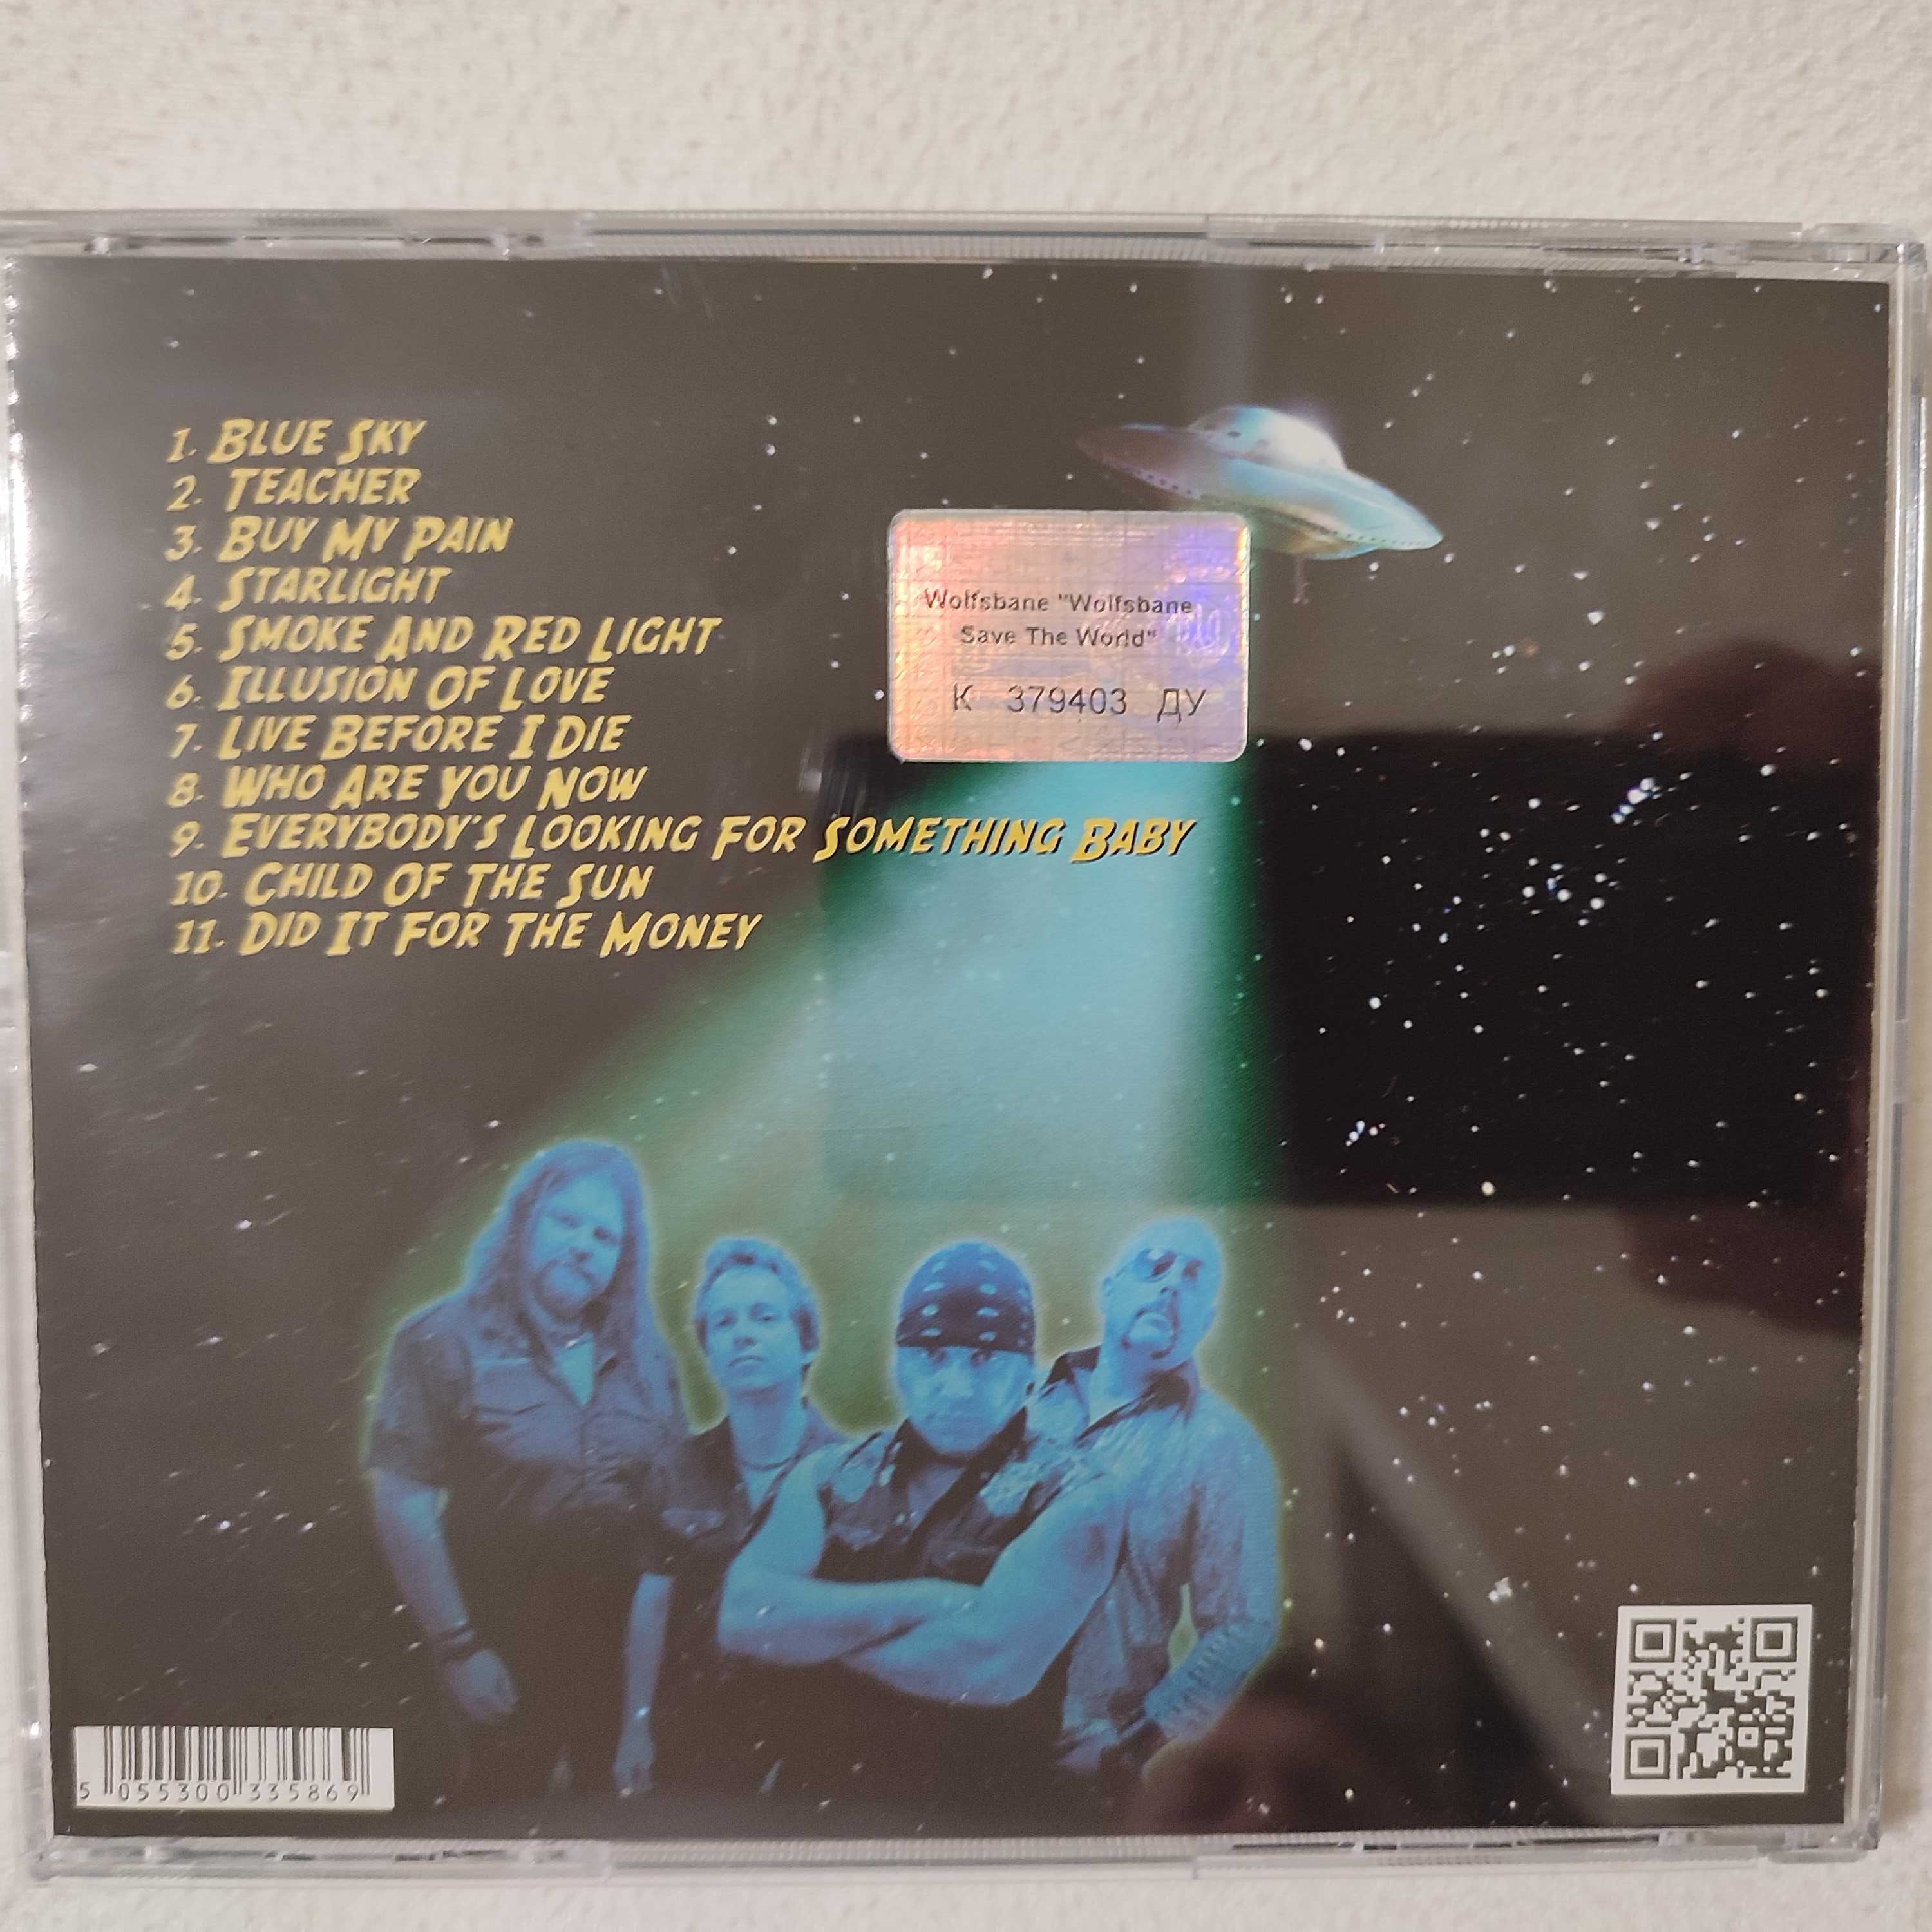 1. Blue Sky
2. Teacher
3. Buy My Pain
4. Starlight
5. Smoke And Red Light
6. Illusion Of Love
7. Live Before I Die
8. Who Are You Now
9. Everybody's Looking For Something Baby
10. Child Of The Sun
11. Did It For The Money
Wolfsbane "Wolfsbane
Save The World"
К 379403 ДУ
5 055300 335869